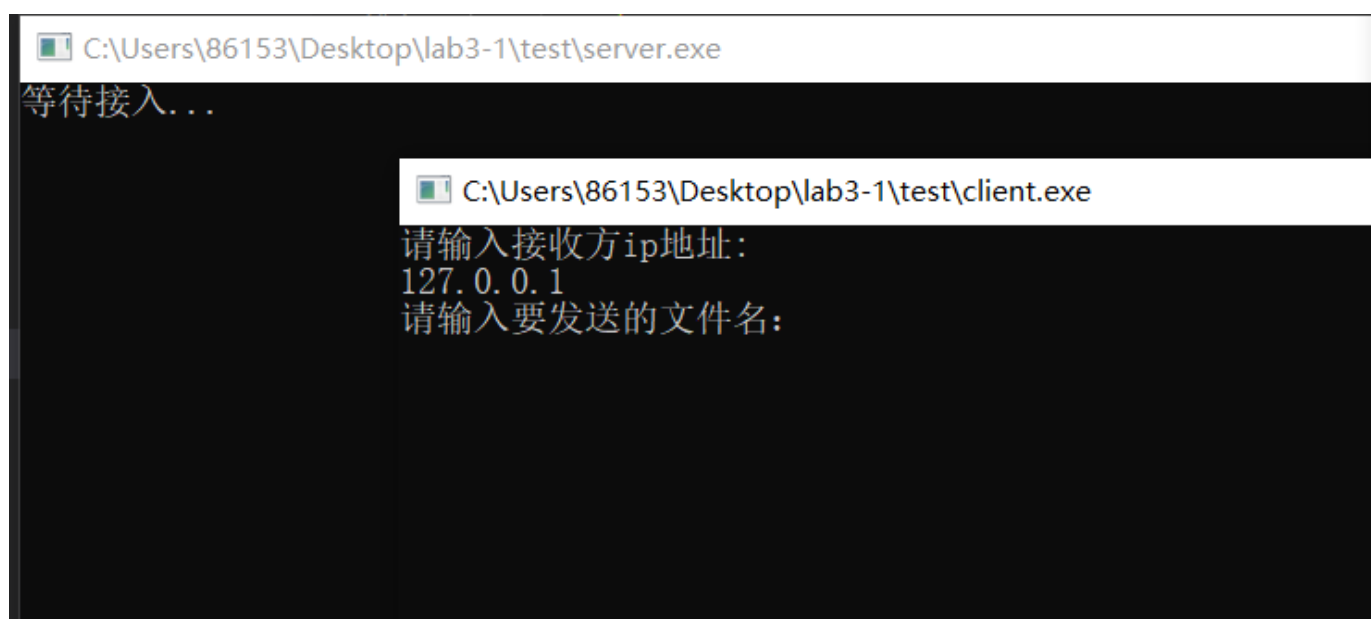 C:\Users\86153\Desktop\lab3-1\test\server.exe
等待接入...
C:\Users\86153\Desktop\lab3-1\test\client.exe
请输入接收方ip地址:
127.0.0.1
请输入要发送的文件名：